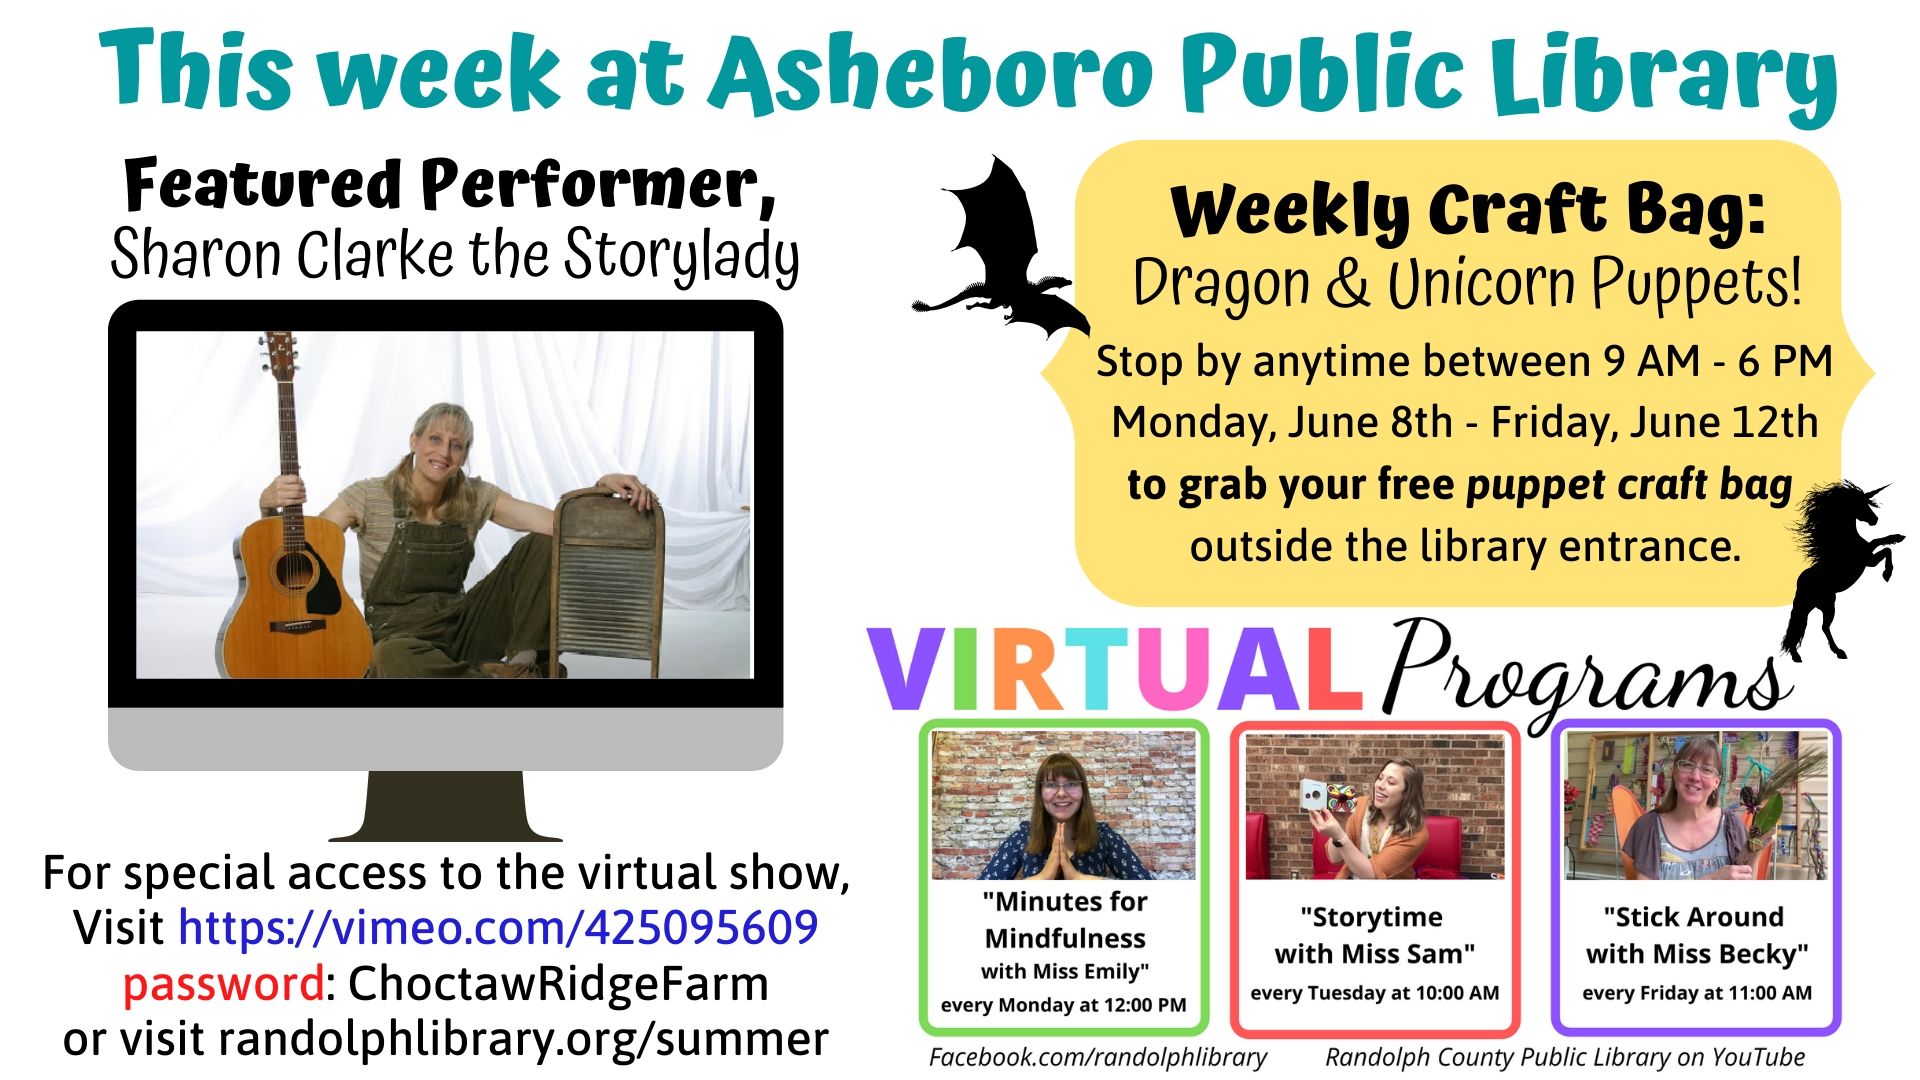 This week at Asheboro Public Library
Featured Performer,
Sharon Clarke the Storylady
For special access to the virtual show,
Visit https://vimeo.com/425095609
password: ChoctawRidgeFarm
or visit randolphlibrary.org/summer
Weekly Craft Bag:
Dragon & Unicorn Puppets!
Stop by anytime between 9 AM - 6 PM
Monday, June 8th - Friday, June 12th
to grab your free puppet craft bag
outside the library entrance.
VIRTUAL Programs
"Minutes for
Mindfulness
with Miss Emily"
every Monday at 12:00 PM
"Storytime
with Miss Sam"
every Tuesday at 10:00 AM
"Stick Around
with Miss Becky"
every Friday at 11:00 AM
Facebook.com/randolphlibrary
Randolph County Public Library on YouTube